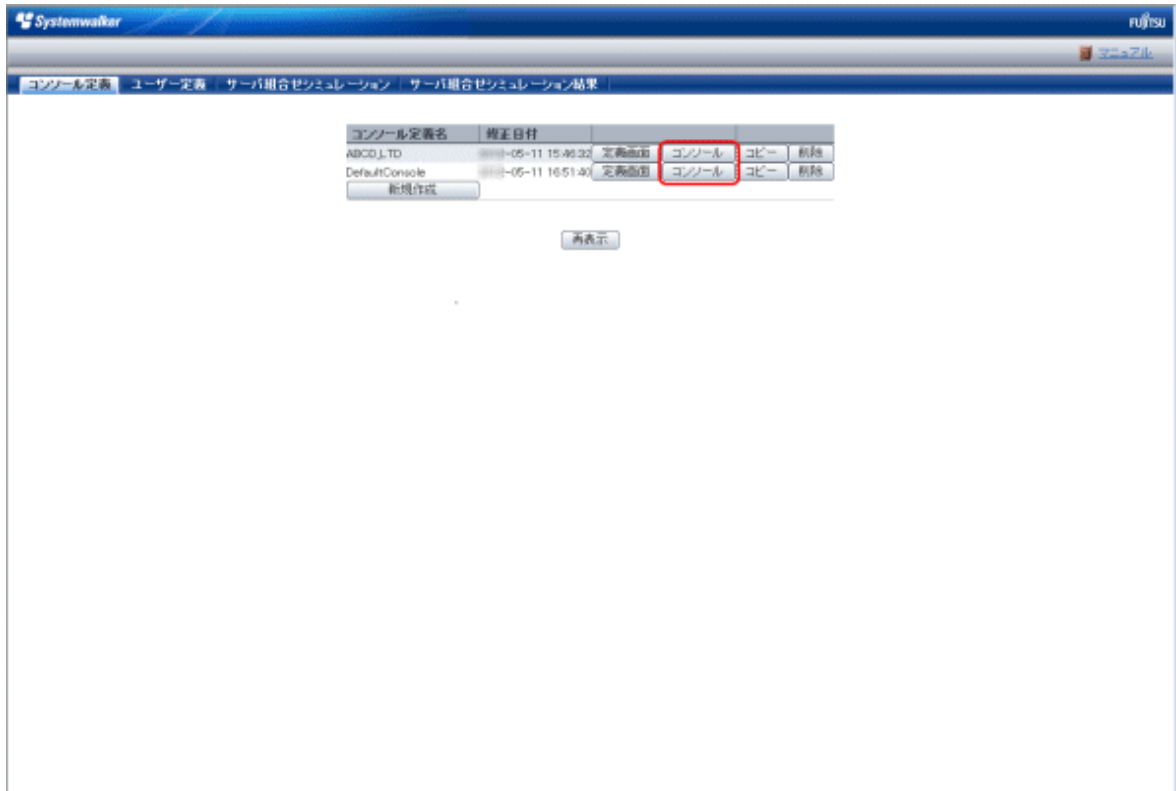 Systemwalker FUJITSU
マニュアル
コンソール定義 ユーザー定義 サーバ組合せシミュレーション サーバ組合せシミュレーション結果
コンソール定義名 修正日付
ABCD,LTD -05-11 15:46:32 定義画面 コンソール コピー 削除
DefaultConsole -05-11 16:51:40 定義画面 コンソール コピー 削除
新規作成
再表示